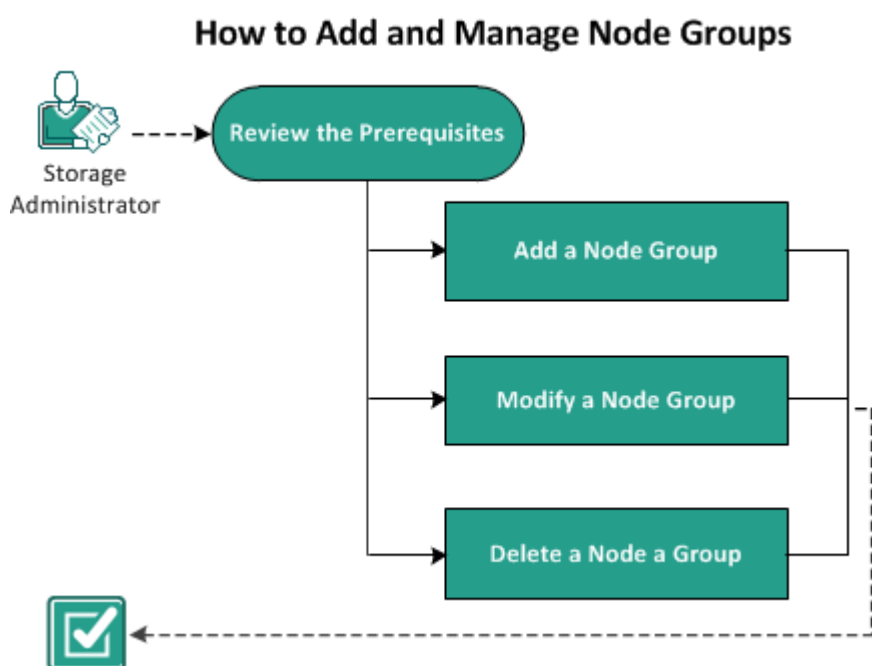 How to Add and Manage Node Groups
Review the Prerequisites
Storage
Administrator
Add a Node Group
Modify a Node Group
Delete a Node a Group